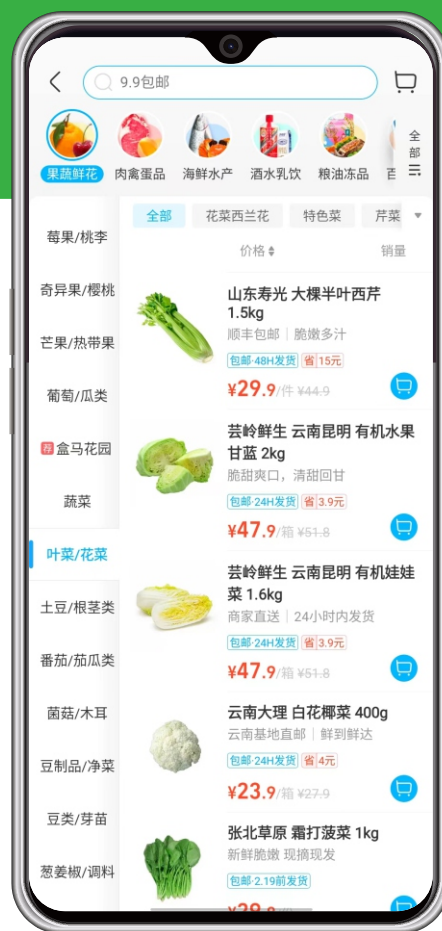 9.9包邮
果蔬鲜花
肉禽蛋品
海鲜水产
酒水乳饮
粮油冻品
全部
莓果/桃李
奇异果/樱桃
芒果/热带果
葡萄/瓜类
荐 盒马花园
蔬菜
叶菜/花菜
土豆/根茎类
番茄/茄瓜类
菌菇/木耳
豆制品/净菜
豆类/芽苗
葱姜椒/调料
全部 花菜西兰花 特色菜 芹菜
价格 销量
山东寿光 大棵半叶西芹
1.5kg
顺丰包邮 | 脆嫩多汁
包邮·48H发货 省 15元
¥29.9/件 ¥44.9
芸岭鲜生 云南昆明 有机水果
甘蓝 2kg
脆甜爽口，清甜回甘
包邮·24H发货 省 3.9元
¥47.9/箱 ¥51.8
芸岭鲜生 云南昆明 有机娃娃
菜 1.6kg
商家直送 | 24小时内发货
包邮·24H发货 省 3.9元
¥47.9/箱 ¥51.8
云南大理 白花椰菜 400g
云南基地直邮 | 鲜到鲜达
包邮·24H发货 省 4元
¥23.9/箱 ¥27.9
张北草原 霜打菠菜 1kg
新鲜脆嫩 现摘现发
包邮·2.19前发货